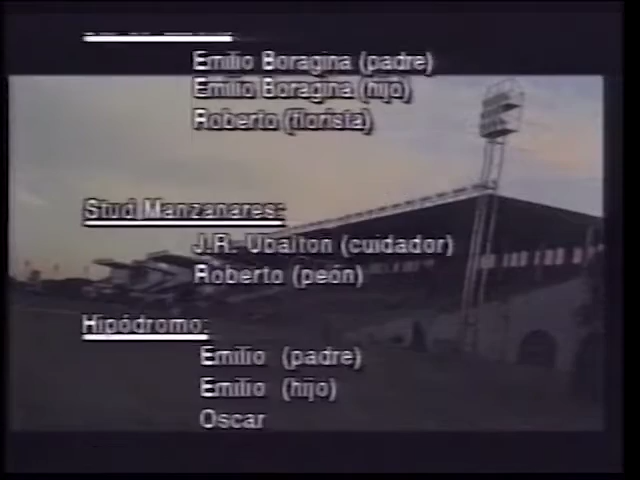 Emilio Boragina (padre)
Emilio Boragina (hijo)
Roberto (florista)
Stud Manzanares:
J.R. Ubalton (cuidador)
Roberto (peón)
Hipódromo:
Emilio (padre)
Emilio (hijo)
Oscar